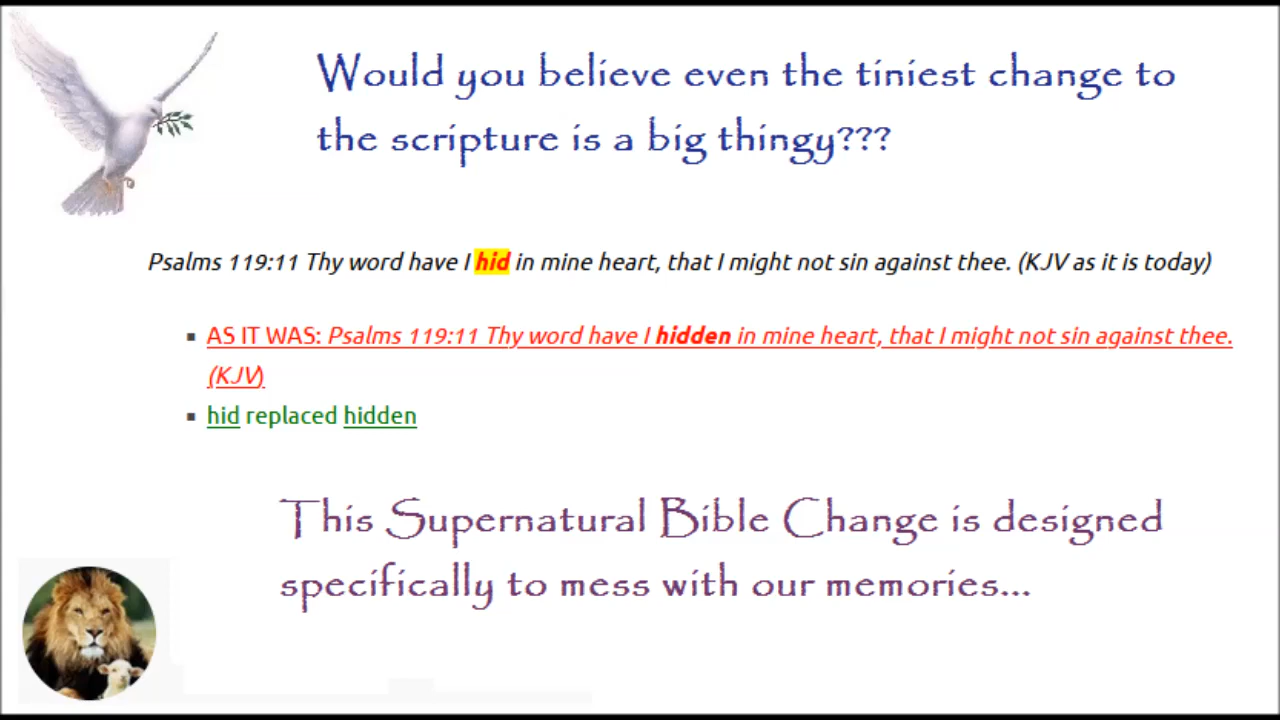 Would you believe even the tiniest change to
the scripture is a big thingy???
Psalms 119:11 Thy word have I hid in mine heart, that I might not sin against thee. (KJV as it is today)
▪ AS IT WAS: Psalms 119:11 Thy word have I hidden in mine heart, that I might not sin against thee.
(KJV)
▪ hid replaced hidden
This Supernatural Bible Change is designed
specifically to mess with our memories...